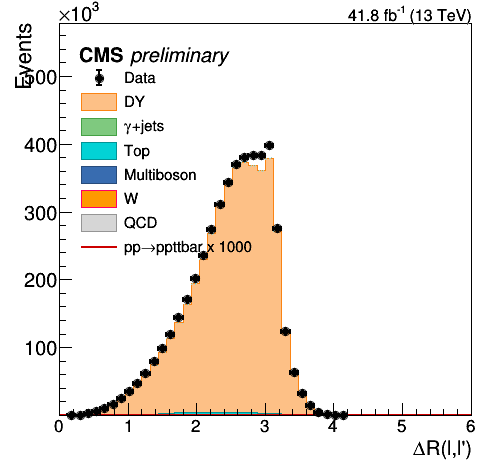 ×10³
41.8 fb⁻¹ (13 TeV)
Events
CMS preliminary
Data
DY
γ+jets
Top
Multiboson
W
QCD
pp→ppttbar x 1000
500
400
300
200
100
0 1 2 3 4 5 6
ΔR(l,l')